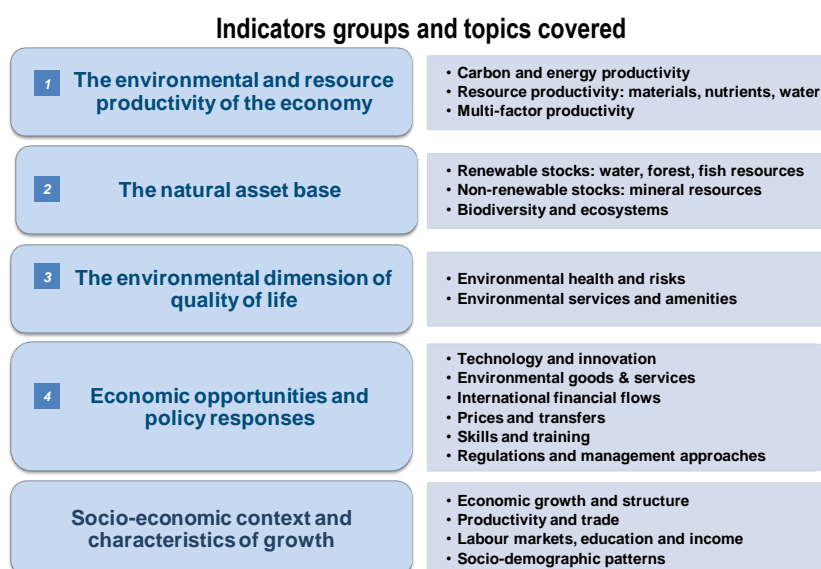 Indicators groups and topics covered
1
The environmental and resource
productivity of the economy
• Carbon and energy productivity
• Resource productivity: materials, nutrients, water
• Multi-factor productivity
2
The natural asset base
• Renewable stocks: water, forest, fish resources
• Non-renewable stocks: mineral resources
• Biodiversity and ecosystems
3
The environmental dimension of
quality of life
• Environmental health and risks
• Environmental services and amenities
4
Economic opportunities and
policy responses
• Technology and innovation
• Environmental goods & services
• International financial flows
• Prices and transfers
• Skills and training
• Regulations and management approaches
Socio-economic context and
characteristics of growth
• Economic growth and structure
• Productivity and trade
• Labour markets, education and income
• Socio-demographic patterns